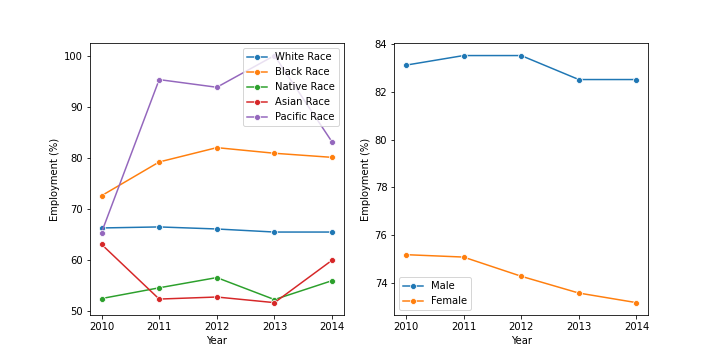 100
90
80
70
60
50
Employment (%)
2010 2011 2012 2013 2014
Year
White Race
Black Race
Native Race
Asian Race
Pacific Race
84
82
80
78
76
74
Employment (%)
2010 2011 2012 2013 2014
Year
Male
Female